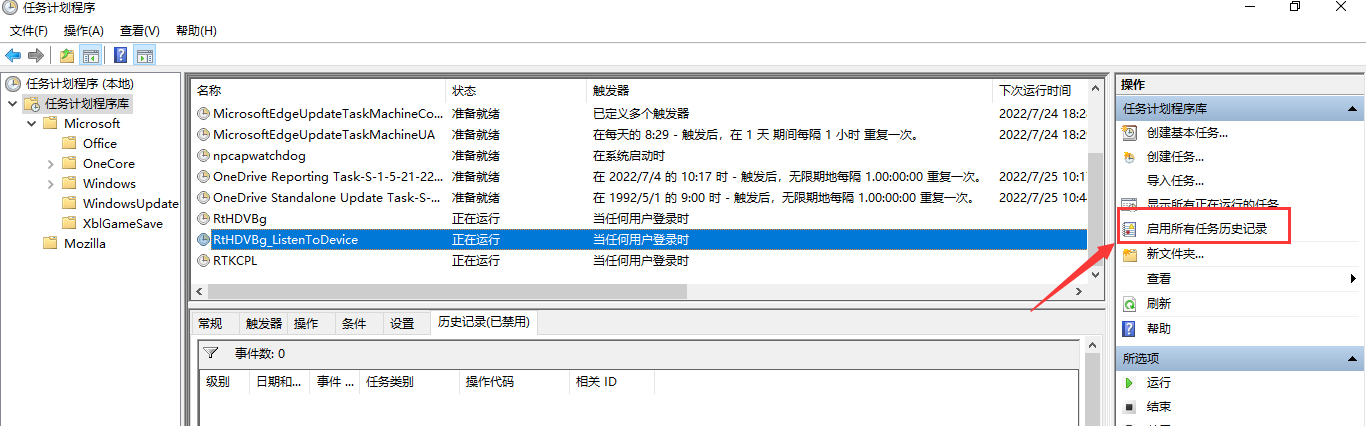 任务计划程序
文件(F) 操作(A) 查看(V) 帮助(H)
任务计划程序 (本地)
任务计划程序库
Microsoft
Office
OneCore
Windows
WindowsUpdate
XblGameSave
Mozilla
名称 状态 触发器 下次运行时间
MicrosoftEdgeUpdateTaskMachineCo... 准备就绪 已定义多个触发器 2022/7/24 18:2
MicrosoftEdgeUpdateTaskMachineUA 准备就绪 在每天的 8:29 - 触发后，在 1 天 期间每隔 1 小时 重复一次。 2022/7/24 18:2
npcapwatchdog 准备就绪 在系统启动时
OneDrive Reporting Task-S-1-5-21-22... 准备就绪 在 2022/7/4 的 10:17 时 - 触发后，无限期地每隔 1.00:00:00 重复一次。 2022/7/25 10:1
OneDrive Standalone Update Task-S-... 准备就绪 在 1992/5/1 的 9:00 时 - 触发后，无限期地每隔 1.00:00:00 重复一次。 2022/7/25 10:4
RtHDVBg 正在运行 当任何用户登录时
RtHDVBg_ListenToDevice 正在运行 当任何用户登录时
RTKCPL 正在运行 当任何用户登录时
常规 触发器 操作 条件 设置 历史记录(已禁用)
事件数: 0
级别 日期和... 事件 ... 任务类别 操作代码 相关 ID
操作
任务计划程序库
创建基本任务...
创建任务...
导入任务...
显示所有正在运行的任务
启用所有任务历史记录
新文件夹...
查看
刷新
帮助
所选项
运行
结束